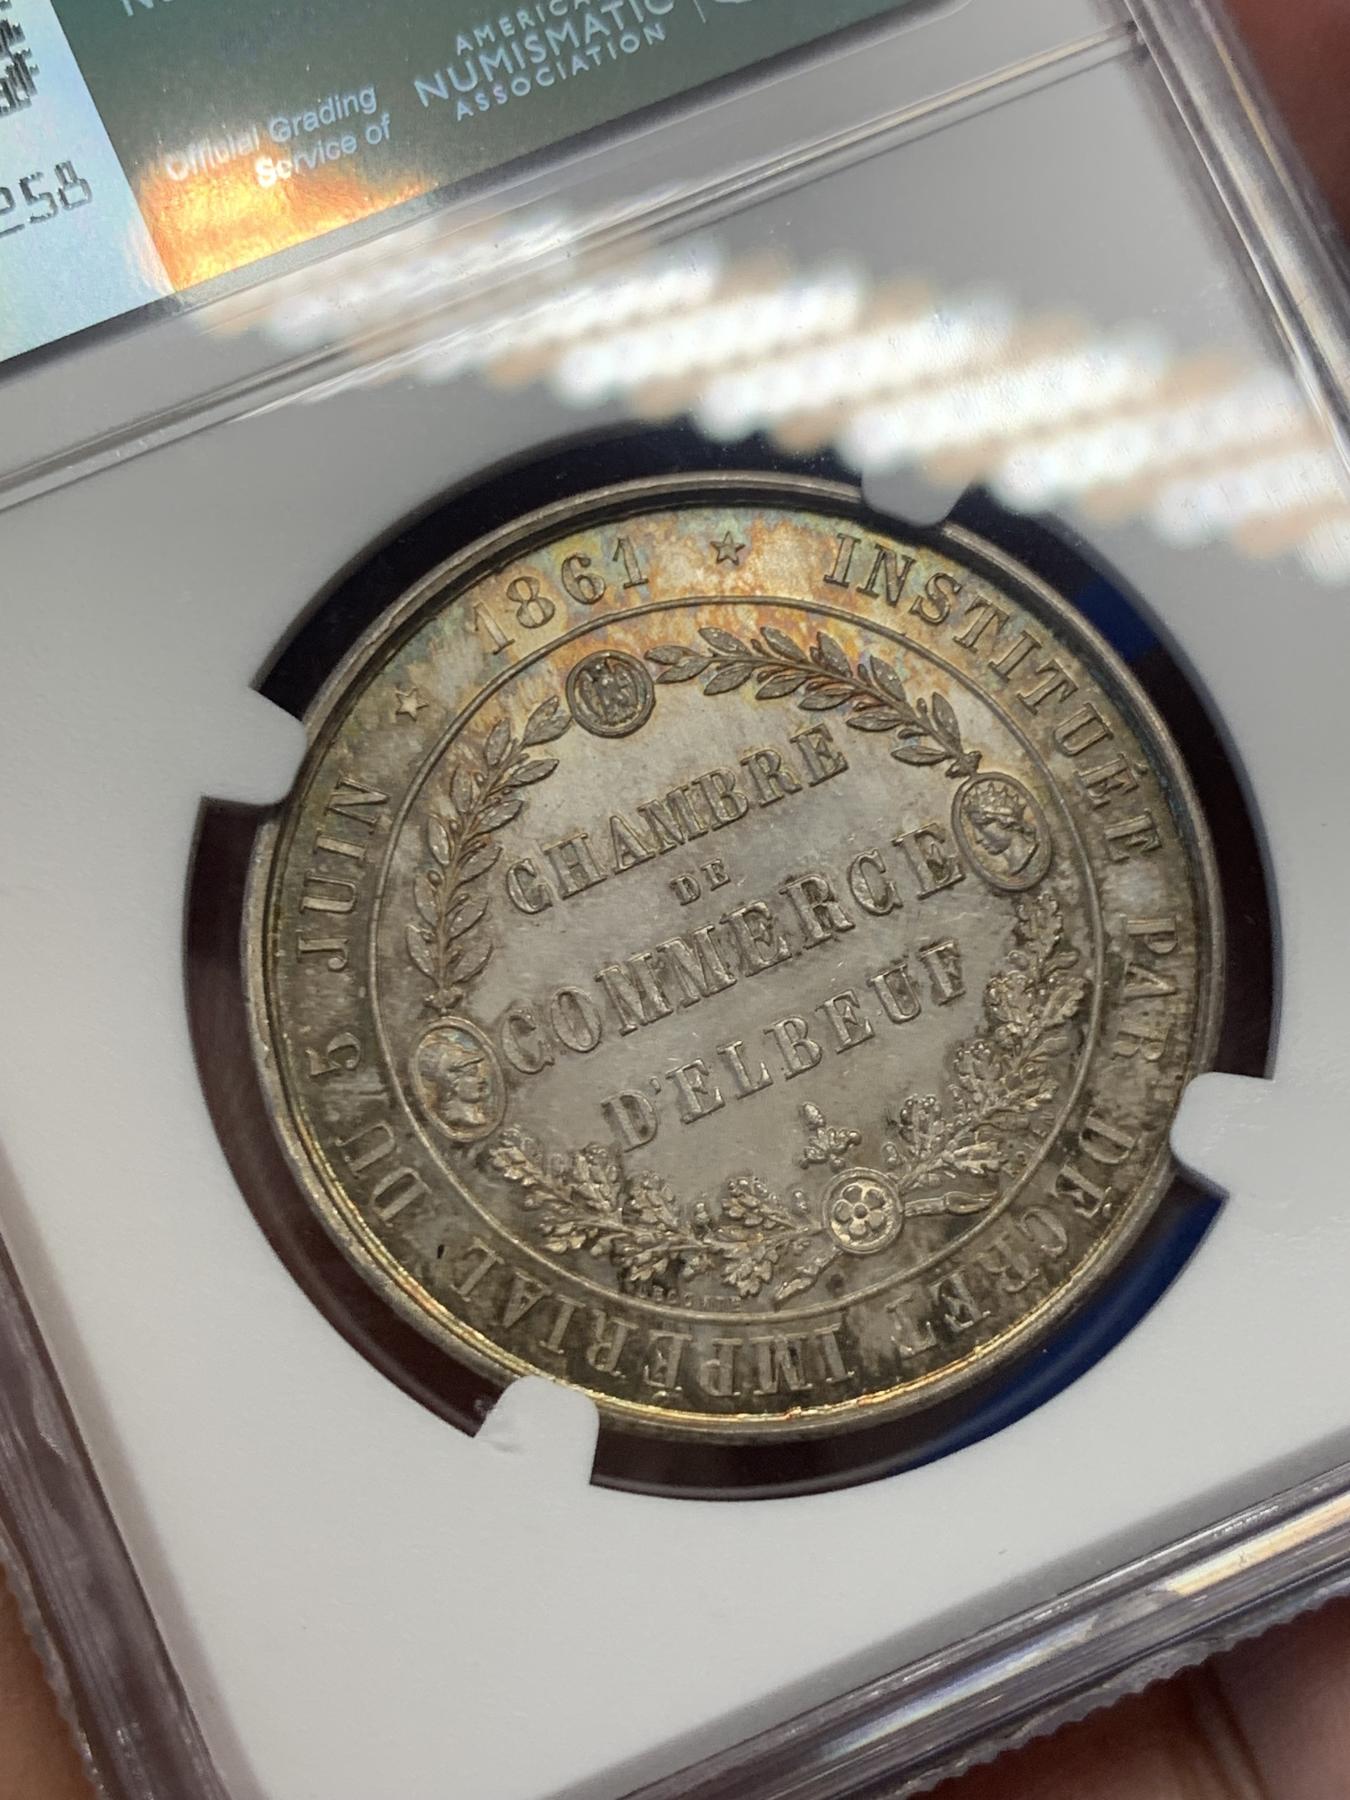 AMERICAN
NUMISMATIC
ASSOCIATION
Official Grading
Service of
258
INSTITUÉE PAR DÉCRET IMPÉRIAL DU 5 JUIN ★ 1861 ★
CHAMBRE
DE
COMMERCE
D'ELBEUF